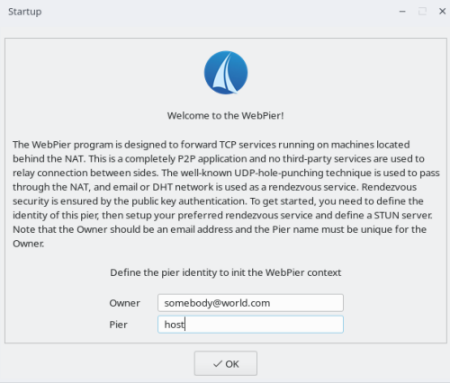 Startup
Welcome to the WebPier!
The WebPier program is designed to forward TCP services running on machines located
behind the NAT. This is a completely P2P application and no third-party services are used to
relay connection between sides. The well-known UDP-hole-punching technique is used to pass
through the NAT, and email or DHT network is used as a rendezvous service. Rendezvous
security is ensured by the public key authentication. To get started, you need to define the
identity of this pier, then setup your preferred rendezvous service and define a STUN server.
Note that the Owner should be an email address and the Pier name must be unique for the
Owner.
Define the pier identity to init the WebPier context
Owner somebody@world.com
Pier host
OK